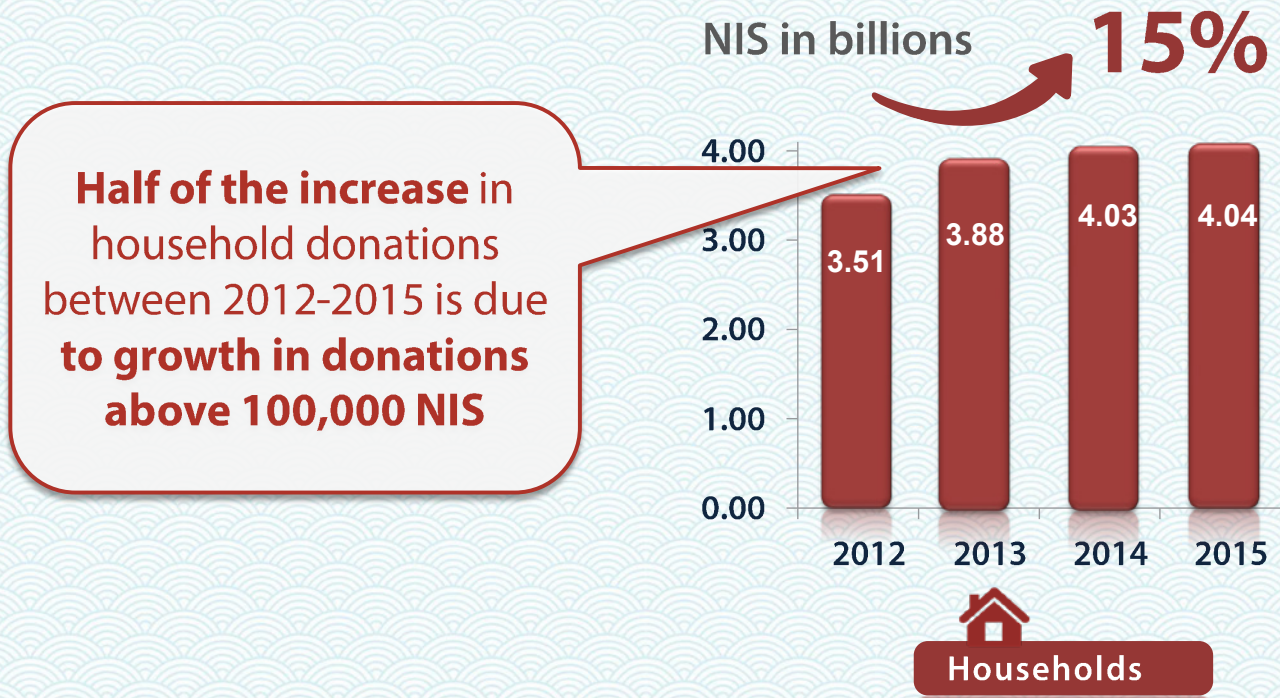 NIS in billions
15%
Half of the increase in
household donations
between 2012-2015 is due
to growth in donations
above 100,000 NIS
4.00
3.00
2.00
1.00
0.00
3.51
3.88
4.03
4.04
2012
2013
2014
2015
Households